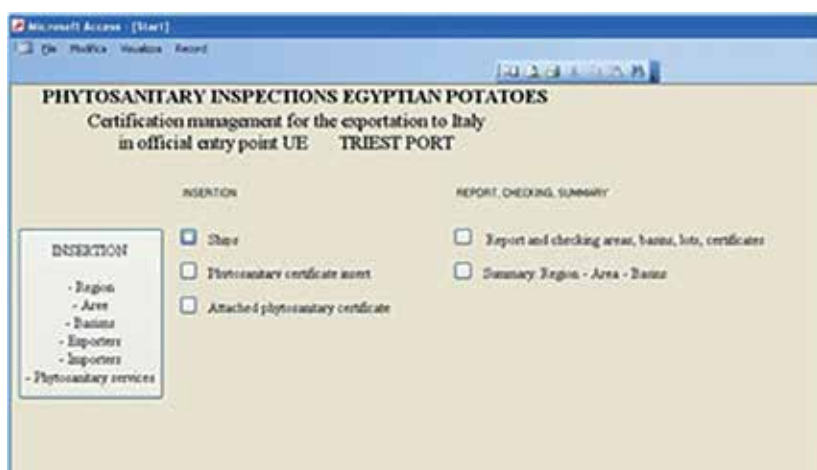 Microsoft Access - [Start]
File Modifica Visualizza Record
PHYTOSANITARY INSPECTIONS EGYPTIAN POTATOES
Certification management for the exportation to Italy
in official entry point UE TRIEST PORT
INSERTION
REPORT, CHECKING, SUMMARY
INSERTION
- Region
- Area
- Basins
- Exporters
- Importers
- Phytosanitary services
Ships
Phytosanitary certificate insert
Attached phytosanitary certificate
Report and checking areas, basins, lots, certificates
Summary Region - Area - Basins